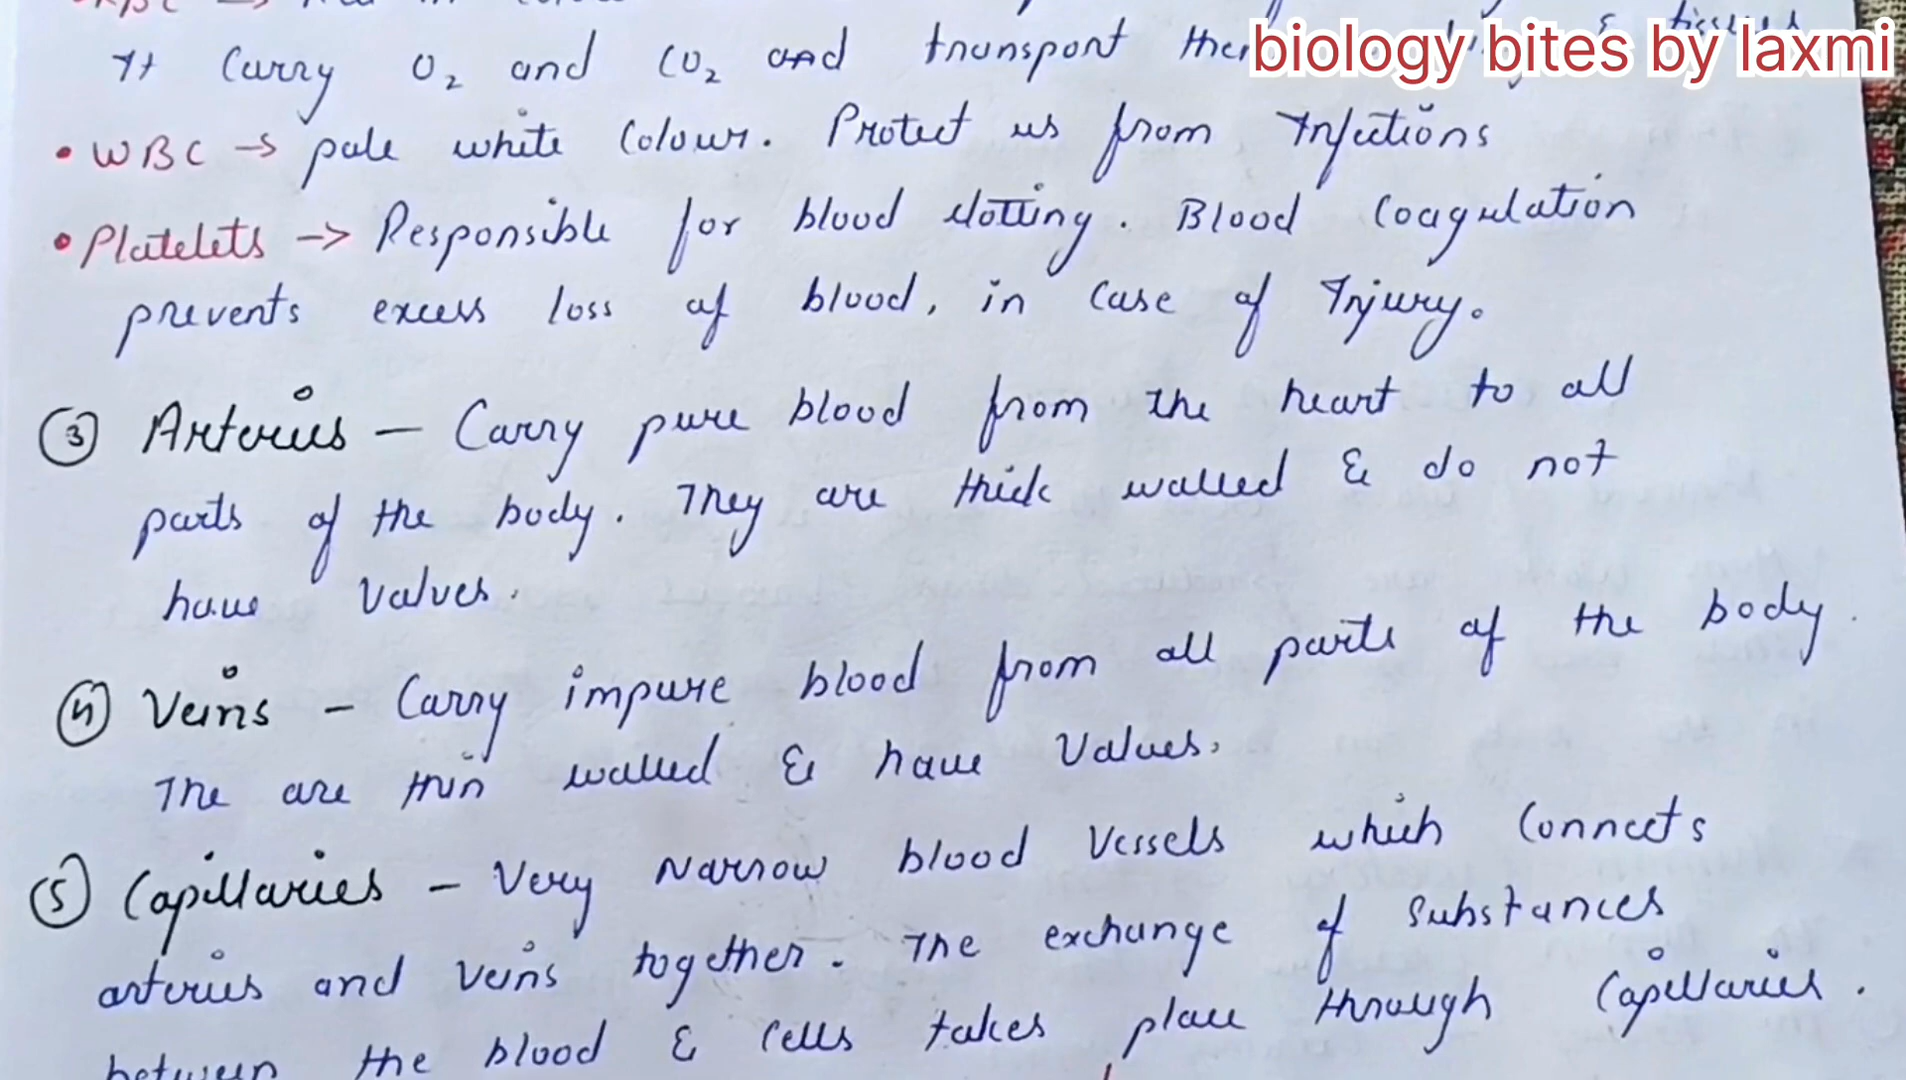 RBC → Red in colour
It Carry O₂ and CO₂ and transport
biology bites by laxmi
• WBC → pale white Colour. Protect us from Infections
• Platelets → Responsible for blood clotting. Blood Coagulation
prevents excess loss of blood, in Case of Injury.
③ Arteries – Carry pure blood from the heart to all
parts of the body. They are thick walled & do not
have Valves.
④ Veins – Carry impure blood from all parts of the body.
The are thin walled & have Valves.
⑤ Capillaries – Very Narrow blood Vessels which Connects
arteries and Veins together. The exchange of Substances
between the blood & Cells takes place through Capillaries.